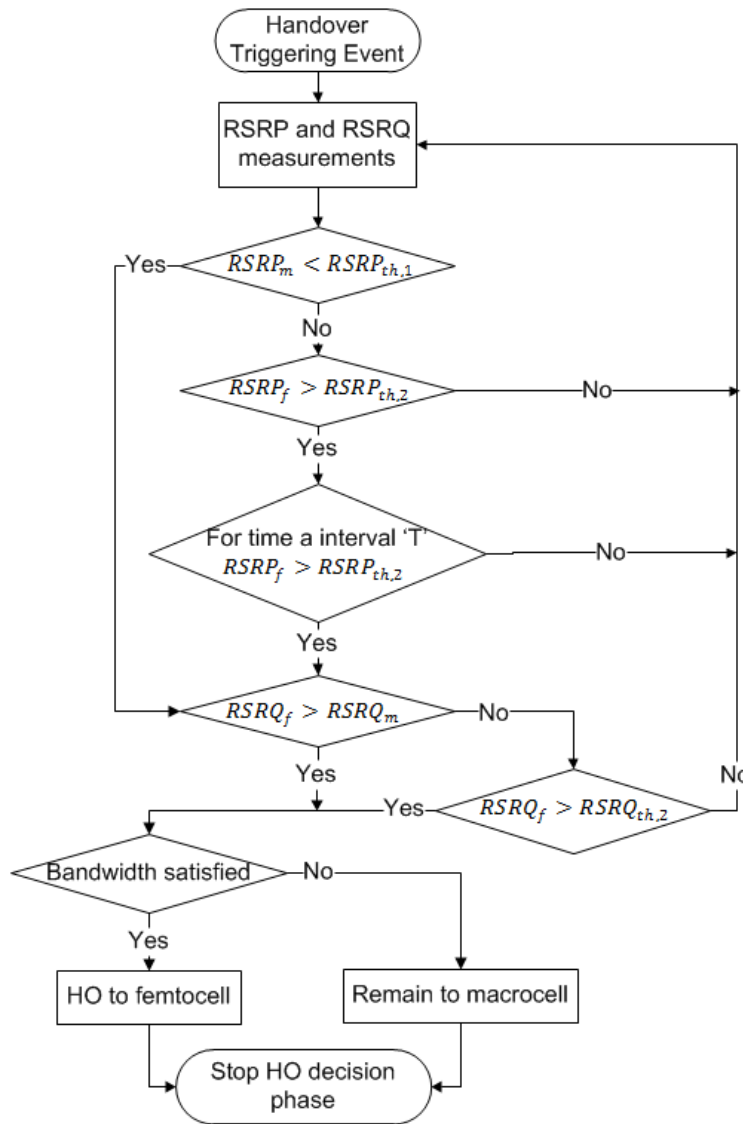 Handover
Triggering Event
RSRP and RSRQ
measurements
Yes
RSRP_m < RSRP_th,1
No
RSRP_f > RSRP_th,2
No
Yes
For time a interval ‘T’
RSRP_f > RSRP_th,2
No
Yes
RSRQ_f > RSRQ_m
No
Yes
Yes
RSRQ_f > RSRQ_th,2
No
Bandwidth satisfied
No
Yes
HO to femtocell
Remain to macrocell
Stop HO decision
phase